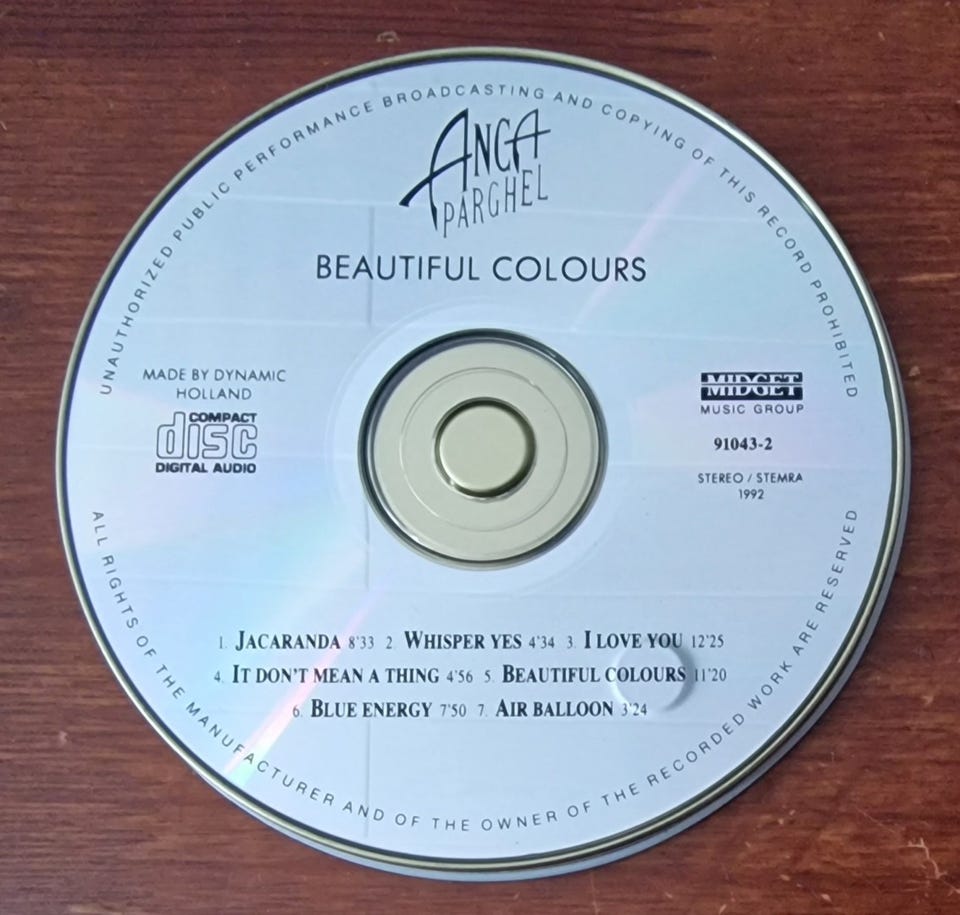 UNAUTHORIZED PUBLIC PERFORMANCE BROADCASTING AND COPYING OF THIS RECORD PROHIBITED
ANCA
PARGHEL
BEAUTIFUL COLOURS
MADE BY DYNAMIC
HOLLAND
COMPACT
disc
DIGITAL AUDIO
MIDGET
MUSIC GROUP
91043-2
STEREO / STEMRA
1992
1. JACARANDA 8'33 2. WHISPER YES 4'34 3. I LOVE YOU 12'25
4. IT DON'T MEAN A THING 4'56 5. BEAUTIFUL COLOURS 11'20
6. BLUE ENERGY 7'50 7. AIR BALLOON 3'24
ALL RIGHTS OF THE MANUFACTURER AND OF THE OWNER OF THE RECORDED WORK ARE RESERVED